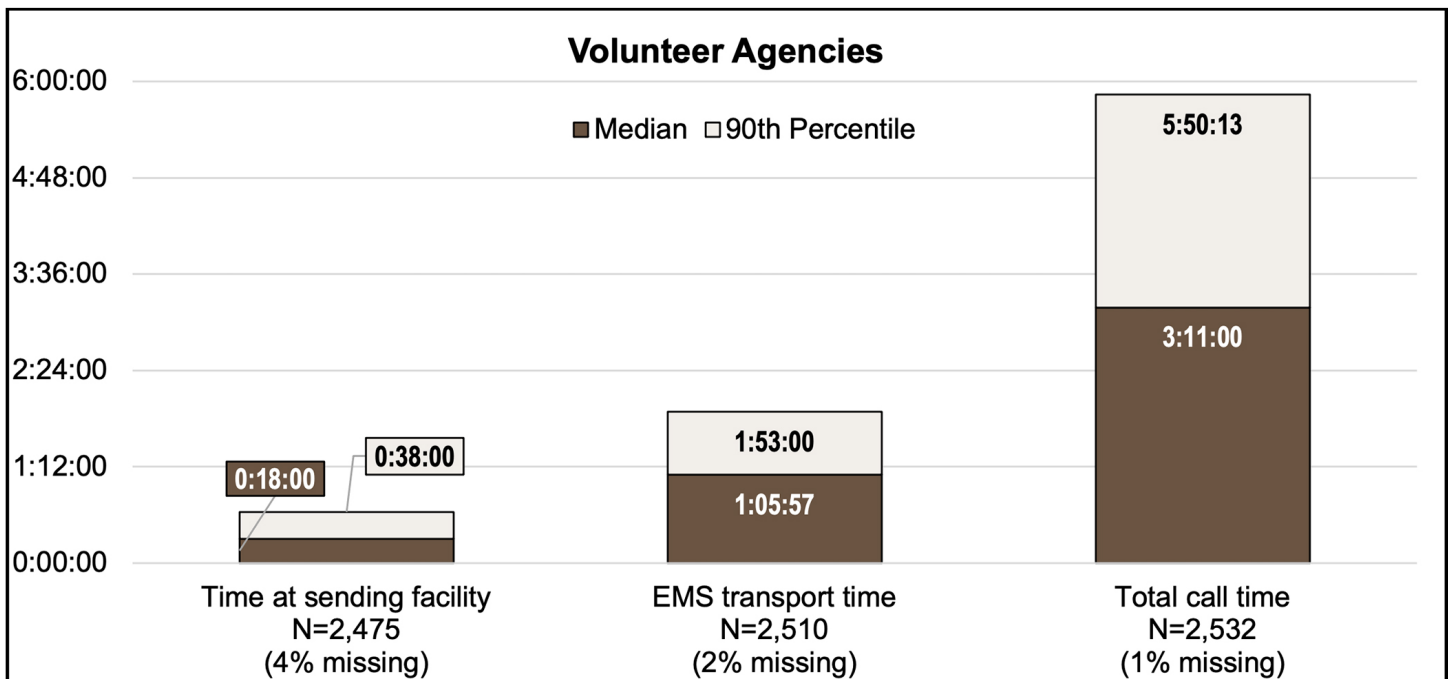 Volunteer Agencies
6:00:00
Median 90th Percentile
5:50:13
4:48:00
3:36:00
3:11:00
2:24:00
1:12:00
0:18:00
0:38:00
1:53:00
1:05:57
0:00:00
Time at sending facility
N=2,475
(4% missing)
EMS transport time
N=2,510
(2% missing)
Total call time
N=2,532
(1% missing)